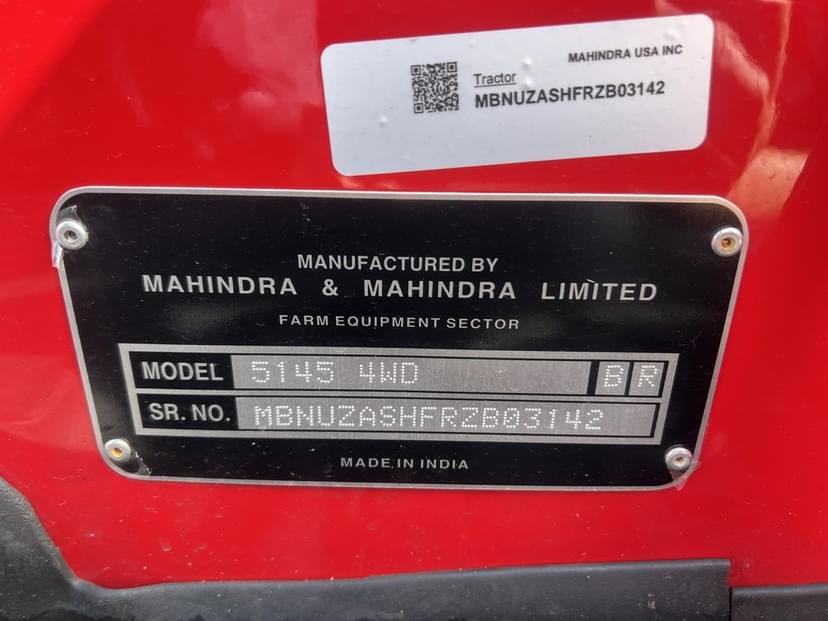 MAHINDRA USA INC
Tractor
MBNUZASHFRZB03142
MANUFACTURED BY
MAHINDRA & MAHINDRA LIMITED
FARM EQUIPMENT SECTOR
MODEL 5145 4WD B R
SR. NO. MBNUZASHFRZB03142
MADE IN INDIA